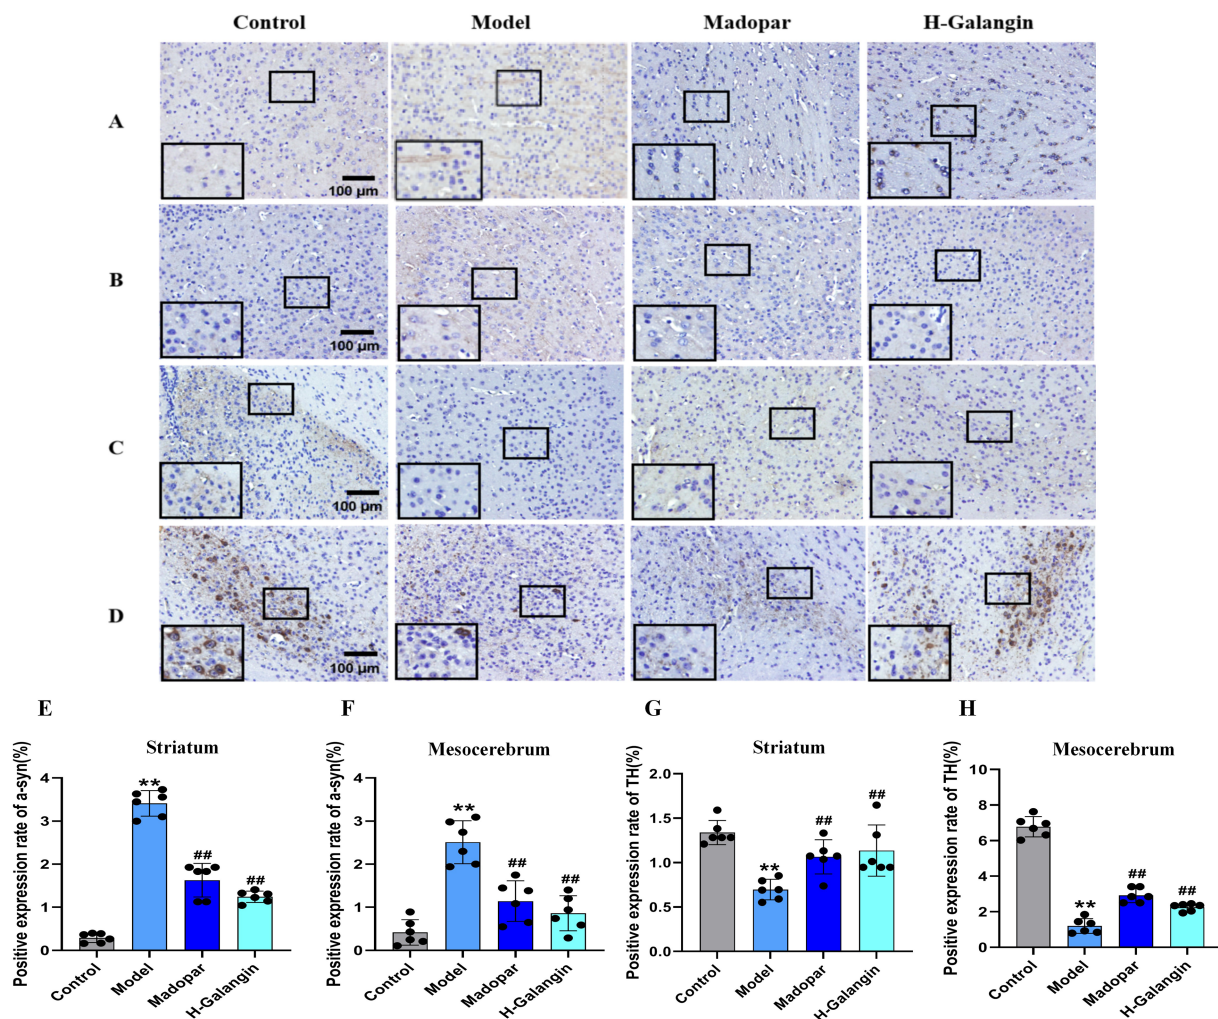 Control Model Madopar H-Galangin
A
100 μm
B
100 μm
C
100 μm
D
100 μm
E F G H
Striatum
Positive expression rate of a-syn(%)
4
3
2
1
0
**
##
##
Control
Model
Madopar
H-Galangin
Mesocerebrum
Positive expression rate of a-syn(%)
4
3
2
1
0
**
##
##
Control
Model
Madopar
H-Galangin
Striatum
Positive expression rate of TH(%)
2.0
1.5
1.0
0.5
0.0
**
##
##
Control
Model
Madopar
H-Galangin
Mesocerebrum
Positive expression rate of TH(%)
10
8
6
4
2
0
**
##
##
Control
Model
Madopar
H-Galangin